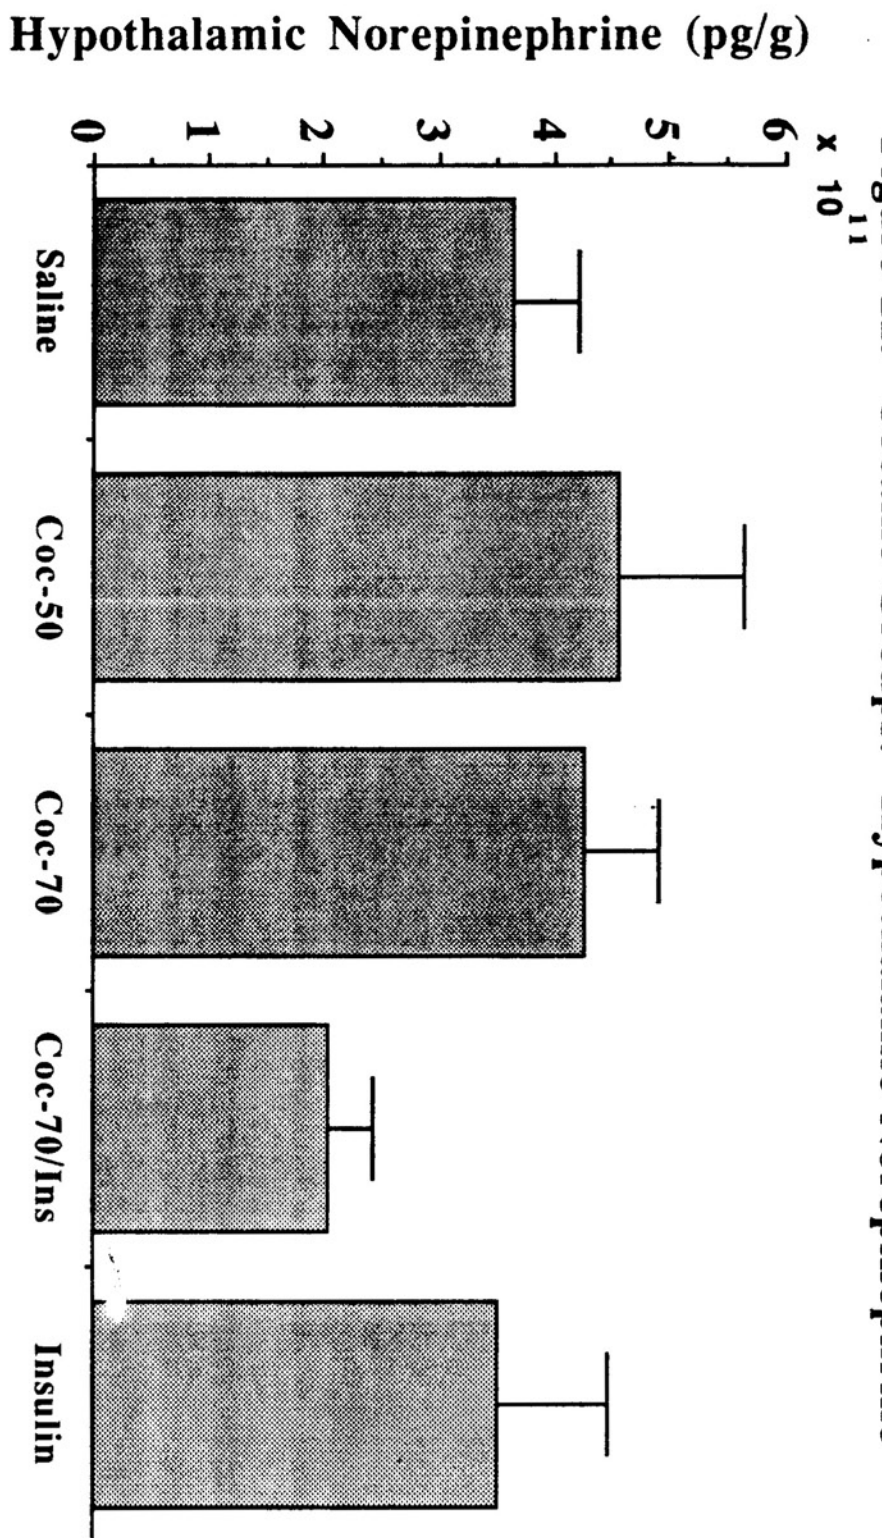 Hypothalamic Norepinephrine (pg/g)
x 10^11
6
5
4
3
2
1
0
Saline
Coc-50
Coc-70
Coc-70/Ins
Insulin